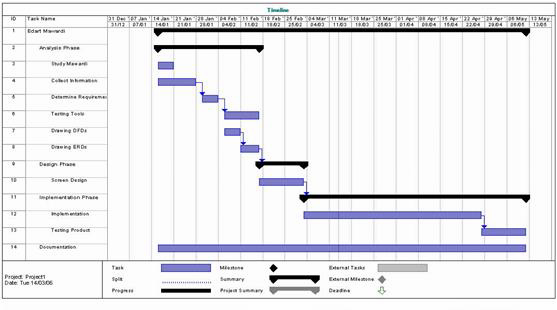 Timeline
ID Task Name 31 Dec 07 Jan 14 Jan 21 Jan 28 Jan 04 Feb 11 Feb 18 Feb 25 Feb 04 Mar 11 Mar 18 Mar 25 Mar 01 Apr 08 Apr 15 Apr 22 Apr 29 Apr 06 May 13 May
31/12 07/01 14/01 21/01 28/01 04/02 11/02 18/02 25/02 04/03 11/03 18/03 25/03 01/04 08/04 15/04 22/04 29/04 06/05 13/05
1 Edart Mawardi
2 Analysis Phase
3 Study Mawardi
4 Collect Information
5 Determine Requiremen
6 Testing Tools
7 Drawing DFDs
8 Drawing ERDs
9 Design Phase
10 Screen Design
11 Implementation Phase
12 Implementation
13 Testing Product
14 Documentation
Project: Project1
Date: Tue 14/03/06
Task Milestone External Tasks
Split Summary External Milestone
Progress Project Summary Deadline